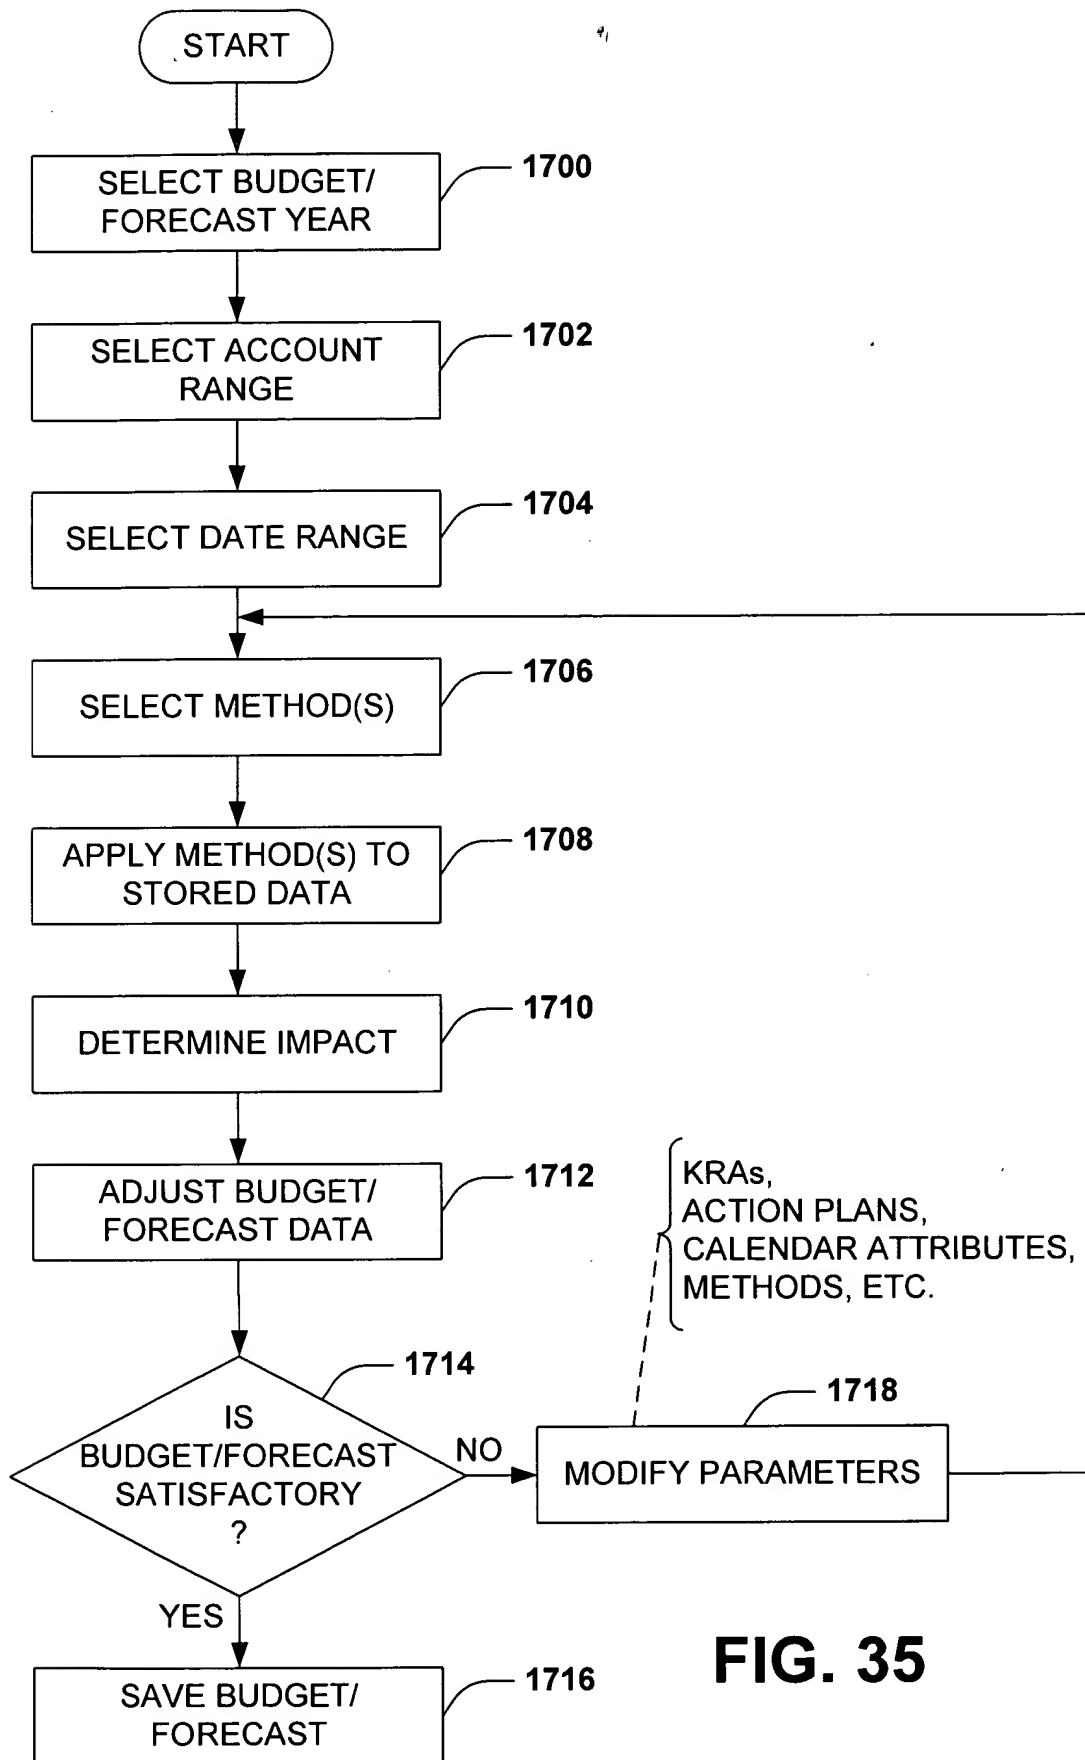 START
SELECT BUDGET/
FORECAST YEAR
1700
SELECT ACCOUNT
RANGE
1702
SELECT DATE RANGE
1704
SELECT METHOD(S)
1706
APPLY METHOD(S) TO
STORED DATA
1708
DETERMINE IMPACT
1710
ADJUST BUDGET/
FORECAST DATA
1712
KRAs,
ACTION PLANS,
CALENDAR ATTRIBUTES,
METHODS, ETC.
IS
BUDGET/FORECAST
SATISFACTORY
?
1714
NO
MODIFY PARAMETERS
1718
YES
SAVE BUDGET/
FORECAST
1716
FIG. 35